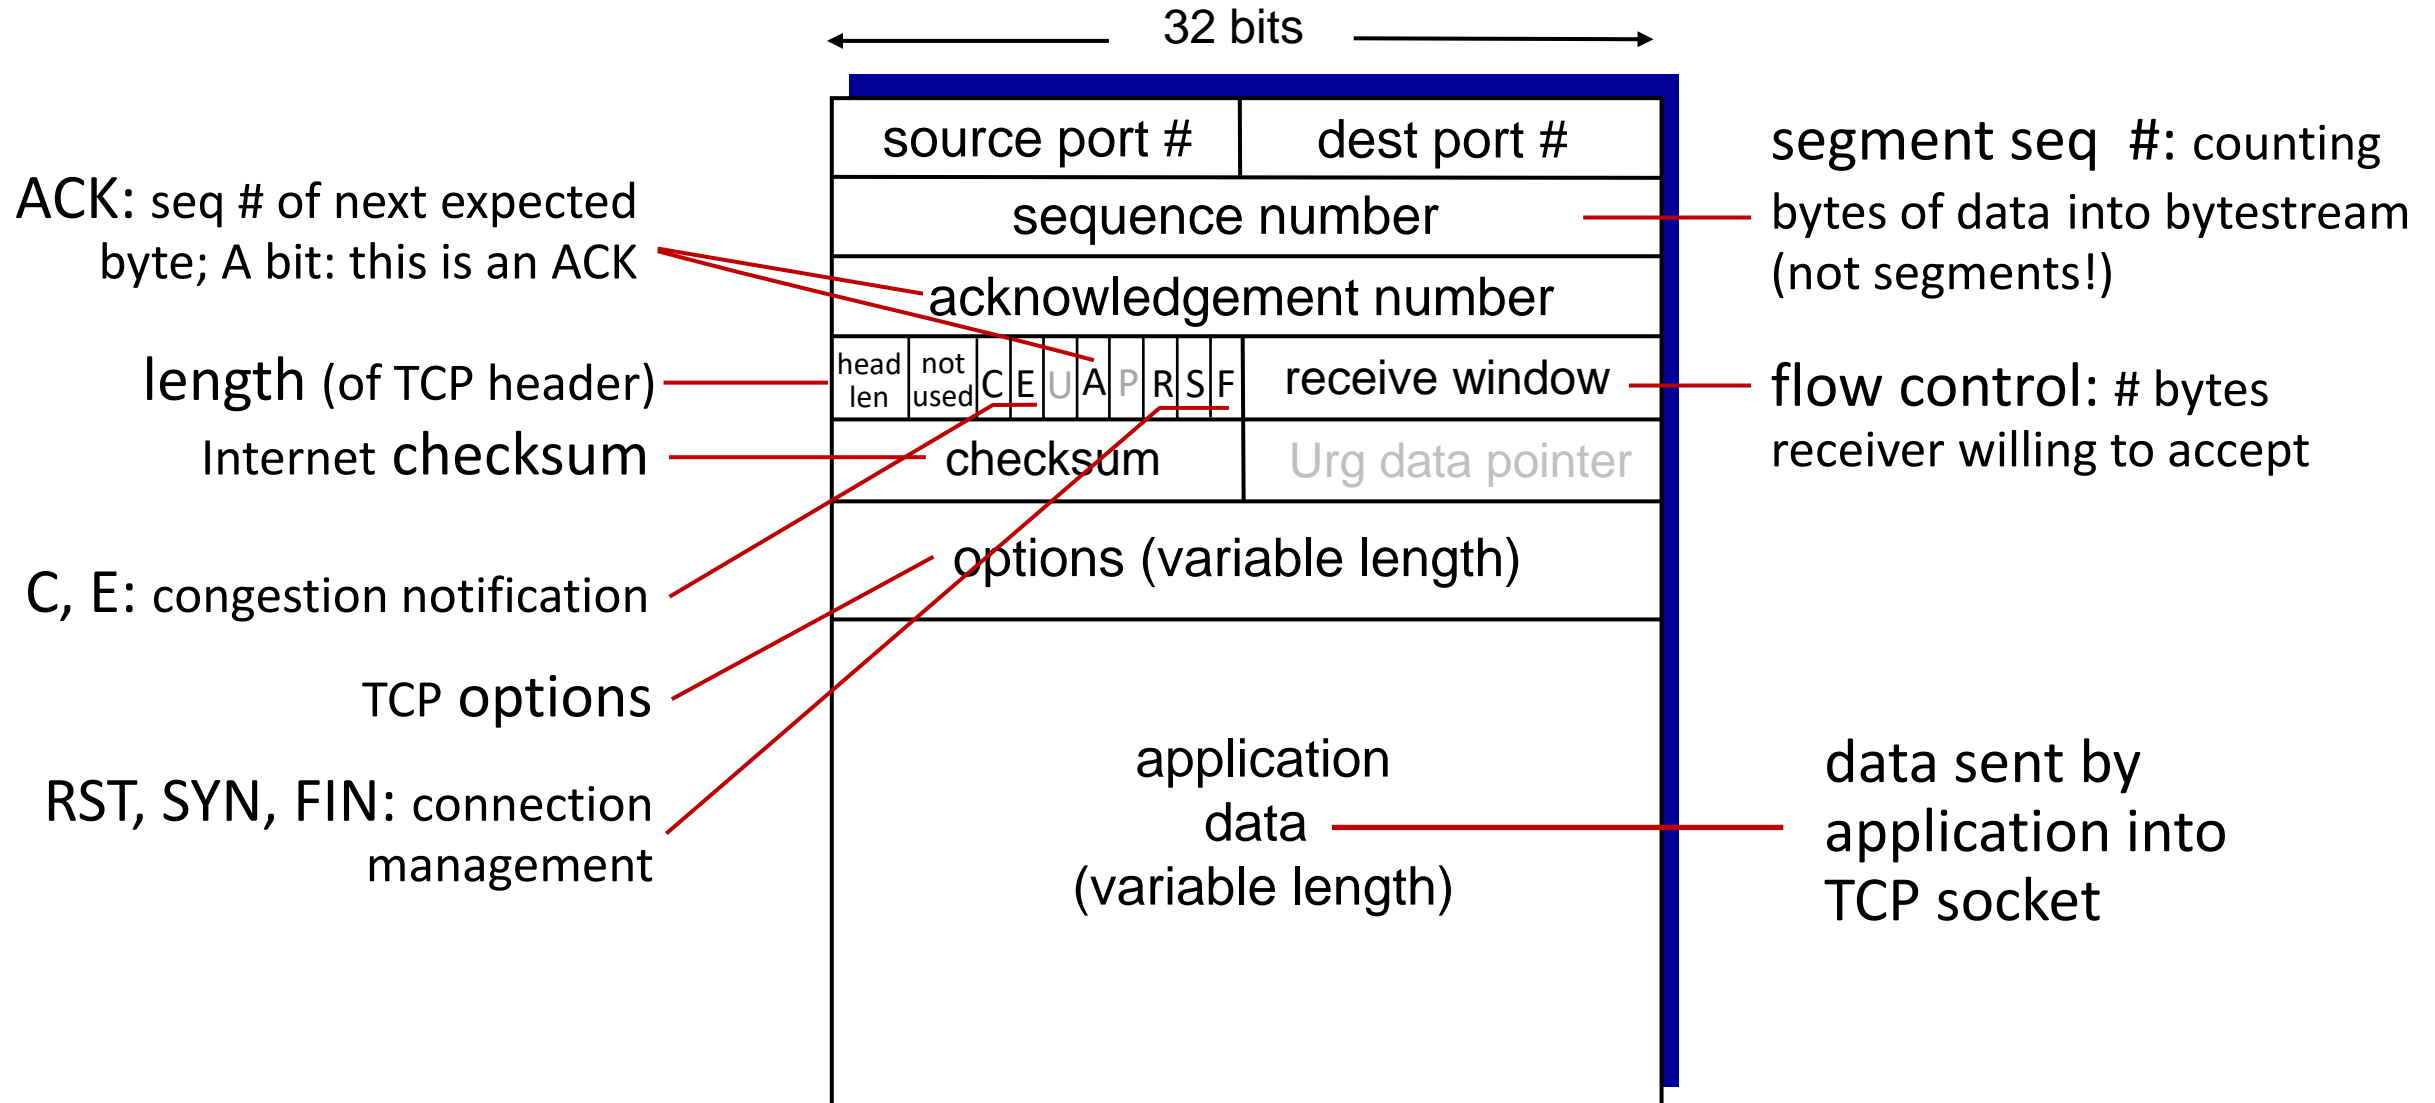 32 bits
source port # dest port #
sequence number
acknowledgement number
head len not used C E U A P R S F receive window
checksum Urg data pointer
options (variable length)
application
data
(variable length)
ACK: seq # of next expected
byte; A bit: this is an ACK
length (of TCP header)
Internet checksum
C, E: congestion notification
TCP options
RST, SYN, FIN: connection
management
segment seq #: counting
bytes of data into bytestream
(not segments!)
flow control: # bytes
receiver willing to accept
data sent by
application into
TCP socket